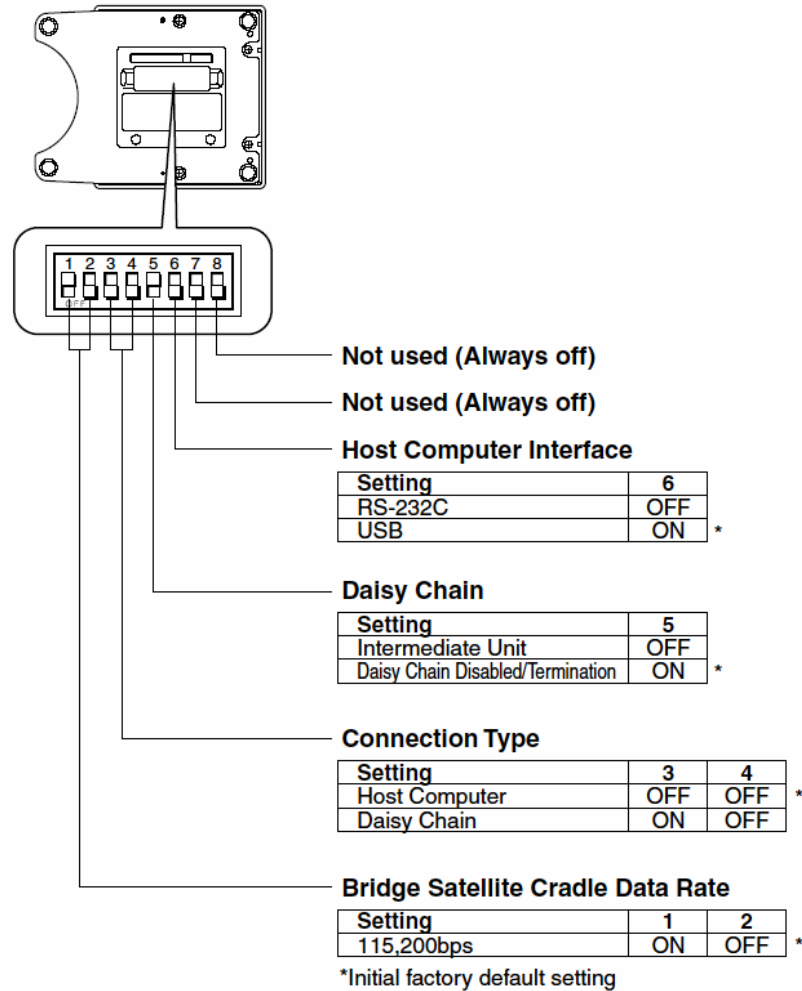 1 2 3 4 5 6 7 8
OFF
Not used (Always off)
Not used (Always off)
Host Computer Interface
Setting 6
RS-232C OFF
USB ON *
Daisy Chain
Setting 5
Intermediate Unit OFF
Daisy Chain Disabled/Termination ON *
Connection Type
Setting 3 4
Host Computer OFF OFF *
Daisy Chain ON OFF
Bridge Satellite Cradle Data Rate
Setting 1 2
115,200bps ON OFF *
*Initial factory default setting